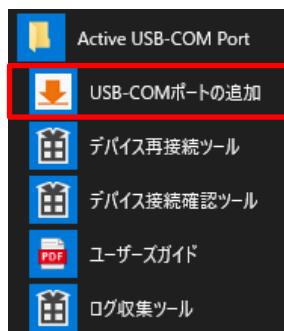 Active USB-COM Port
USB-COMポートの追加
デバイス再接続ツール
デバイス接続確認ツール
PDF
ユーザーズガイド
ログ収集ツール